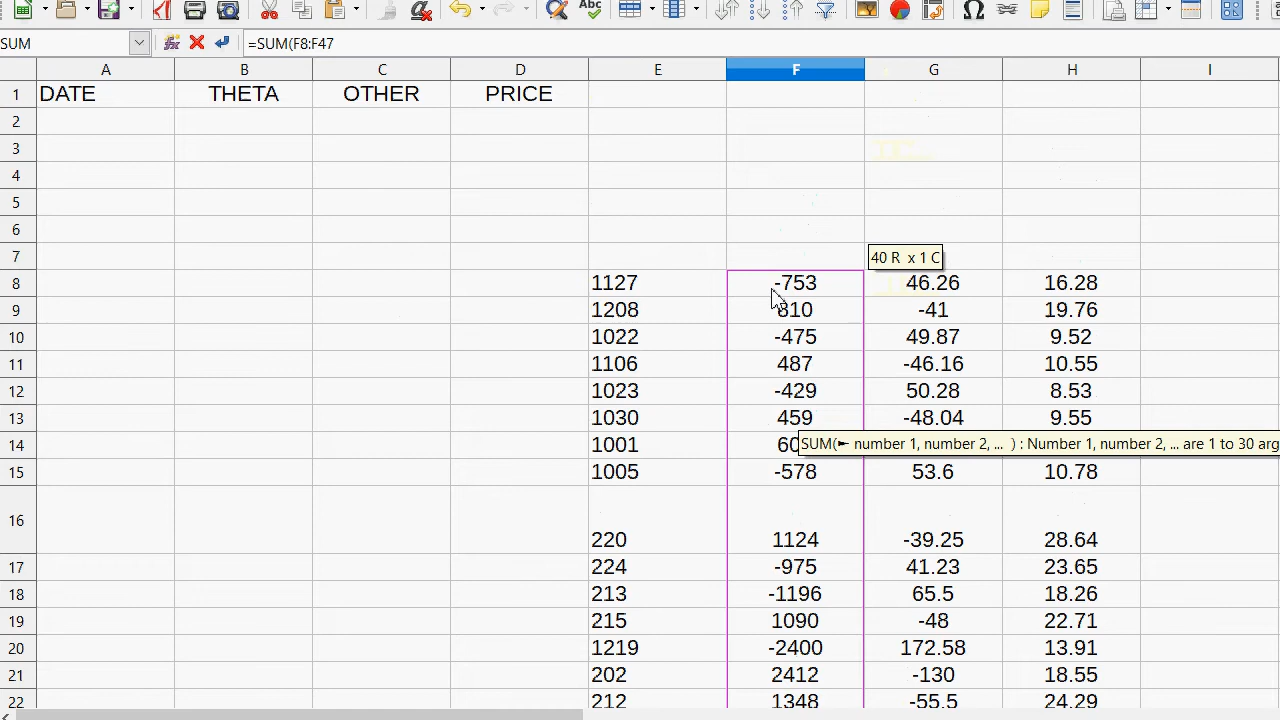 Abc
SUM
=SUM(F8:F47
A B C D E F G H I
1 DATE THETA OTHER PRICE
2
3
4
5
6
7 40 R x 1 C
8 1127 -753 46.26 16.28
9 1208 810 -41 19.76
10 1022 -475 49.87 9.52
11 1106 487 -46.16 10.55
12 1023 -429 50.28 8.53
13 1030 459 -48.04 9.55
14 1001 60 SUM( number 1, number 2, ... ) : Number 1, number 2, ... are 1 to 30 arg
15 1005 -578 53.6 10.78
16 220 1124 -39.25 28.64
17 224 -975 41.23 23.65
18 213 -1196 65.5 18.26
19 215 1090 -48 22.71
20 1219 -2400 172.58 13.91
21 202 2412 -130 18.55
22 212 1348 -55.5 24.29